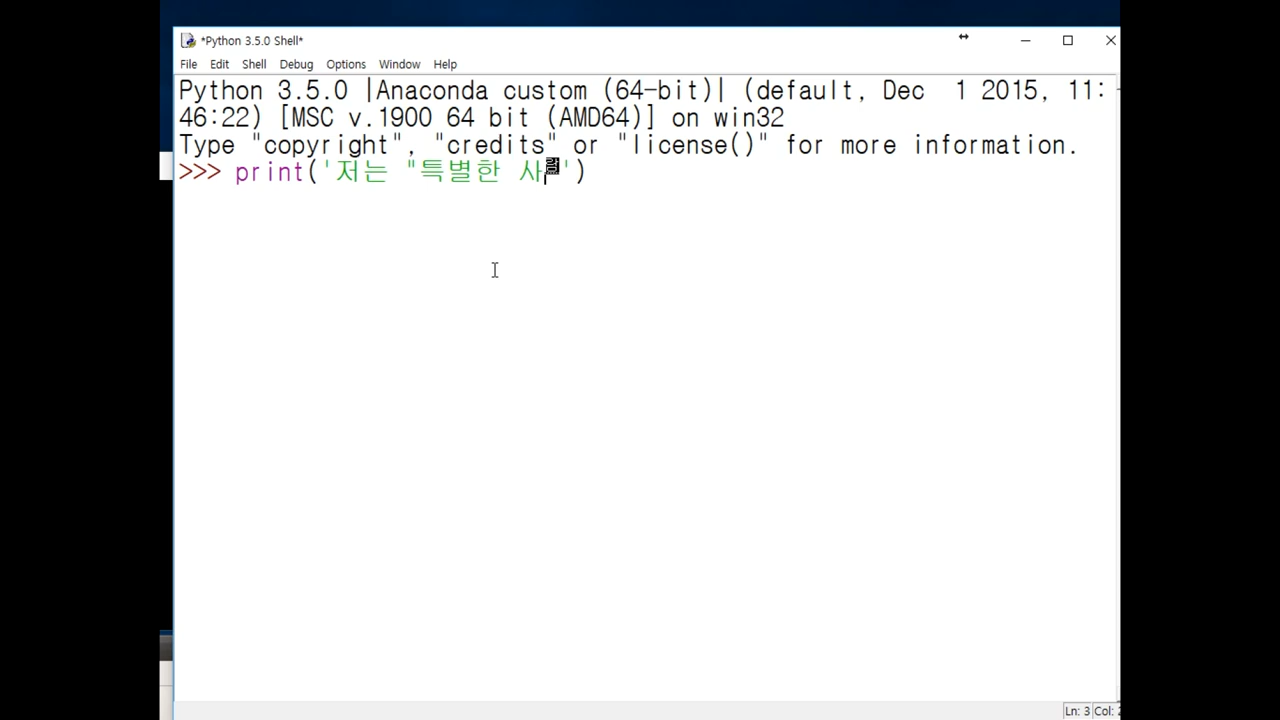 *Python 3.5.0 Shell*
File Edit Shell Debug Options Window Help
Python 3.5.0 |Anaconda custom (64-bit)| (default, Dec  1 2015, 11:
46:22) [MSC v.1900 64 bit (AMD64)] on win32
Type "copyright", "credits" or "license()" for more information.
>>> print('저는 "특별한 사람')
Ln: 3 Col: